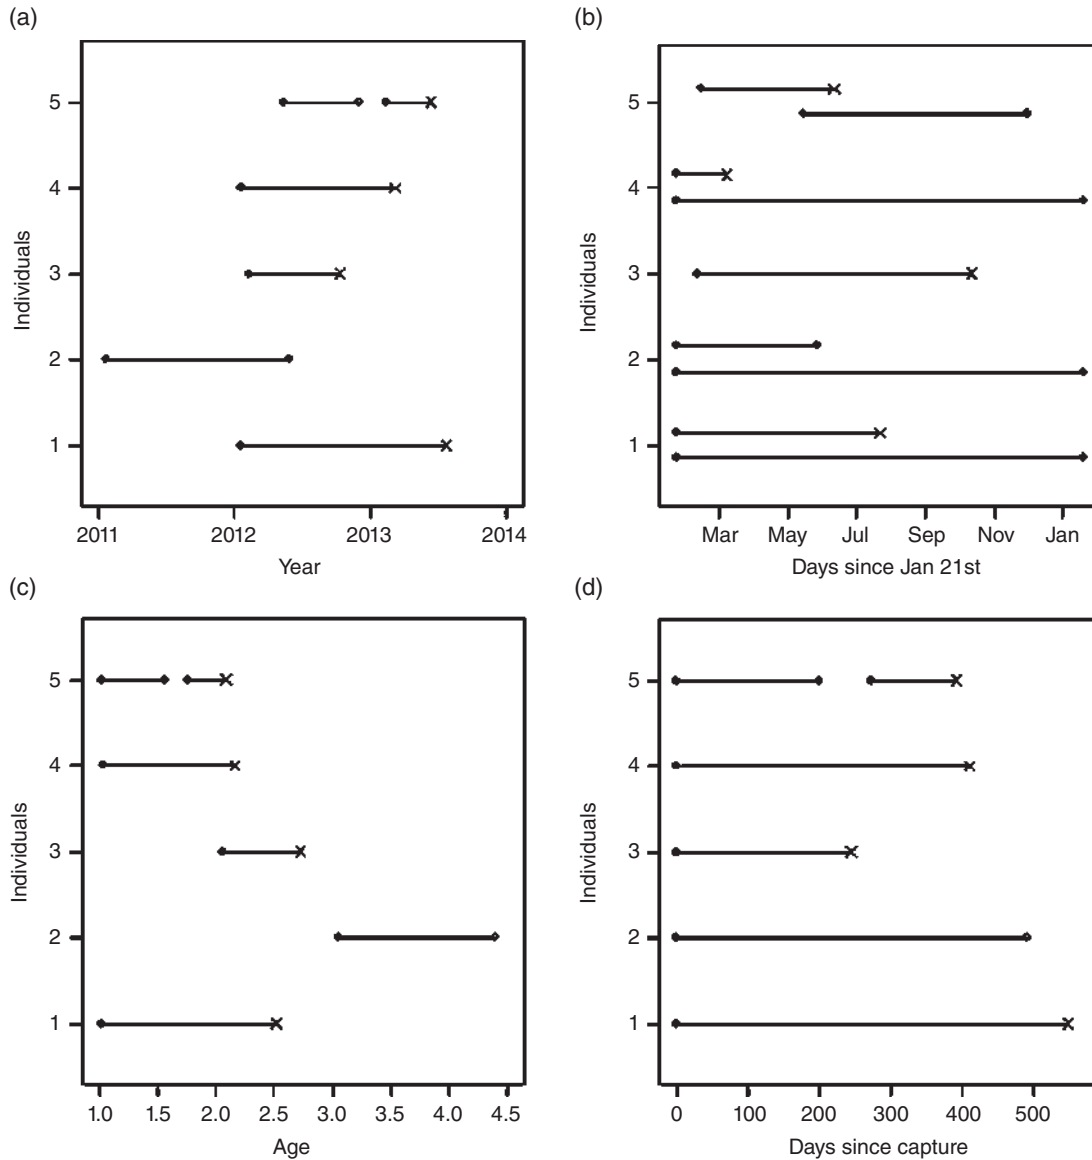 (a)
5
4
3
2
1
Individuals
2011 2012 2013 2014
Year
(b)
5
4
3
2
1
Individuals
Mar May Jul Sep Nov Jan
Days since Jan 21st
(c)
5
4
3
2
1
Individuals
1.0 1.5 2.0 2.5 3.0 3.5 4.0 4.5
Age
(d)
5
4
3
2
1
Individuals
0 100 200 300 400 500
Days since capture